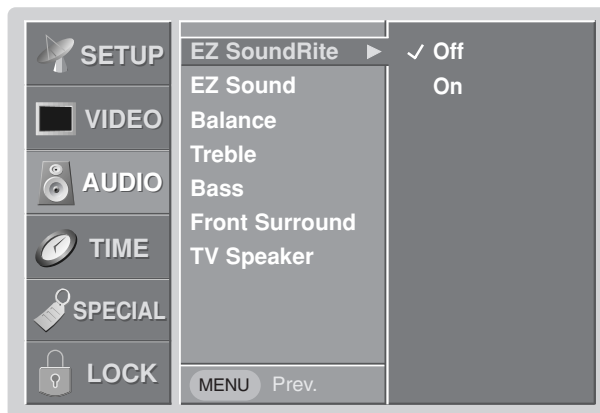 SETUP
VIDEO
AUDIO
TIME
SPECIAL
LOCK
EZ SoundRite
EZ Sound
Balance
Treble
Bass
Front Surround
TV Speaker
MENU Prev.
✓ Off
On